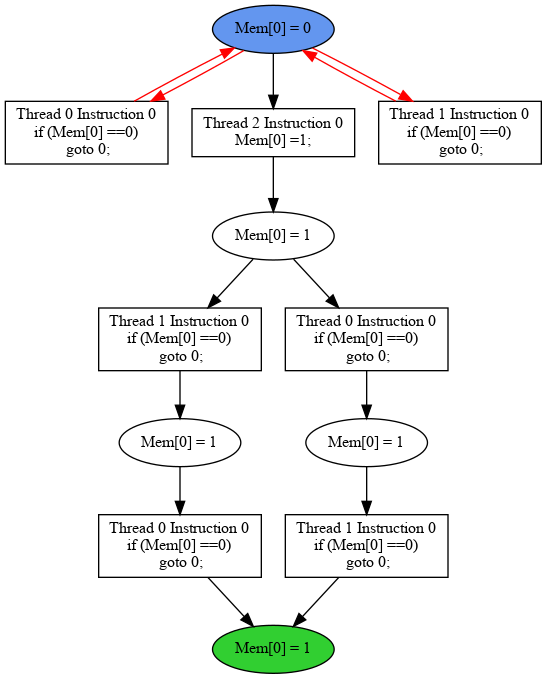 Mem[0] = 0
Thread 0 Instruction 0
if (Mem[0] ==0)
goto 0;
Thread 2 Instruction 0
Mem[0] =1;
Thread 1 Instruction 0
if (Mem[0] ==0)
goto 0;
Mem[0] = 1
Thread 1 Instruction 0
if (Mem[0] ==0)
goto 0;
Thread 0 Instruction 0
if (Mem[0] ==0)
goto 0;
Mem[0] = 1
Mem[0] = 1
Thread 0 Instruction 0
if (Mem[0] ==0)
goto 0;
Thread 1 Instruction 0
if (Mem[0] ==0)
goto 0;
Mem[0] = 1